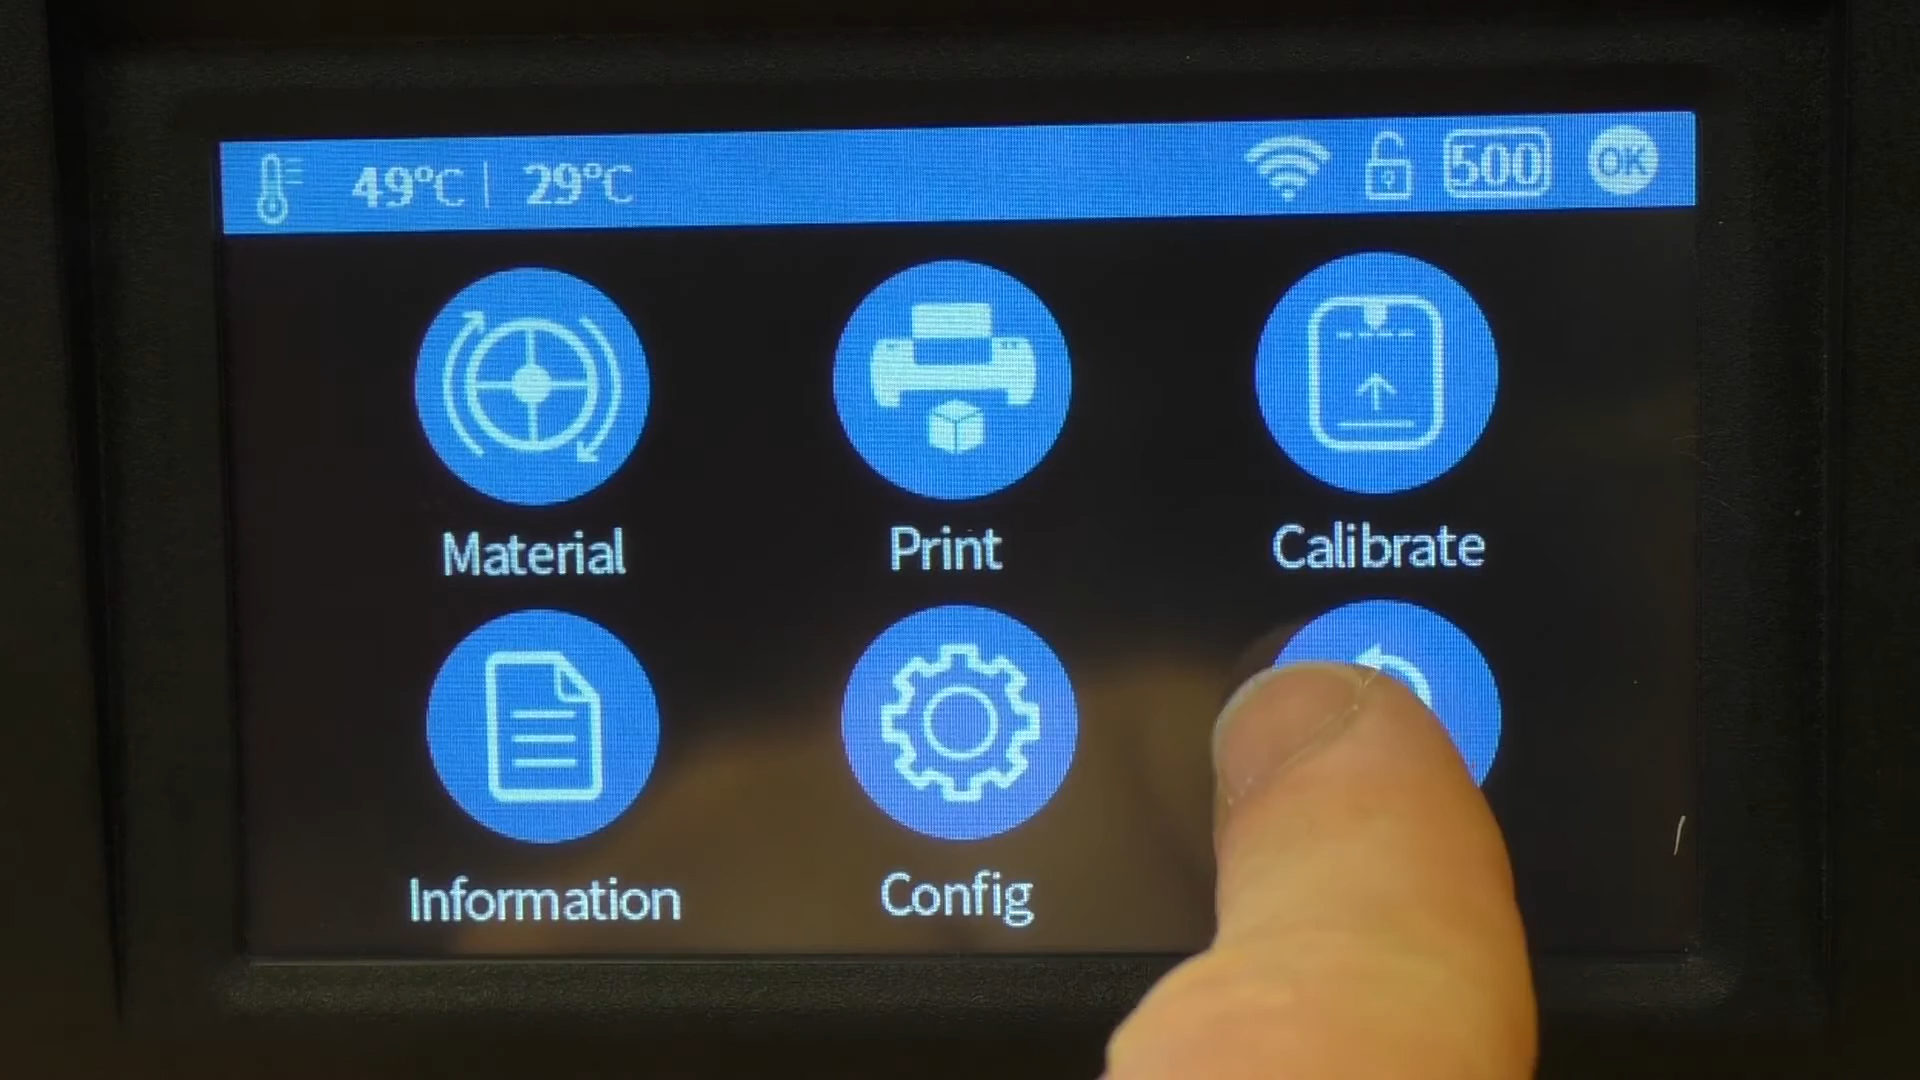 49°C | 29°C 500 OK
Material Print Calibrate
Information Config